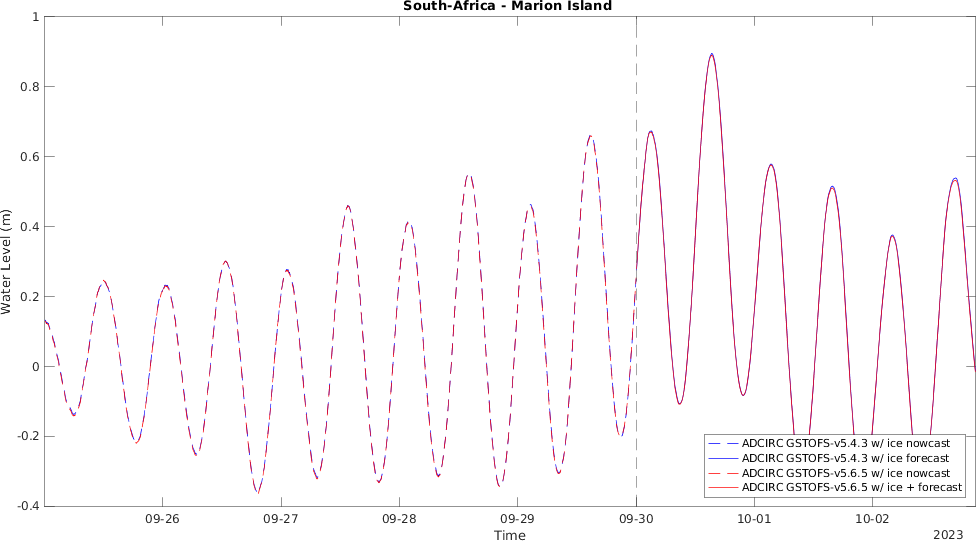 South-Africa - Marion Island
Water Level (m)
1
0.8
0.6
0.4
0.2
0
-0.2
-0.4
ADCIRC GSTOFS-v5.4.3 w/ ice nowcast
ADCIRC GSTOFS-v5.4.3 w/ ice forecast
ADCIRC GSTOFS-v5.6.5 w/ ice nowcast
ADCIRC GSTOFS-v5.6.5 w/ ice + forecast
09-26 09-27 09-28 09-29 09-30 10-01 10-02
Time
2023